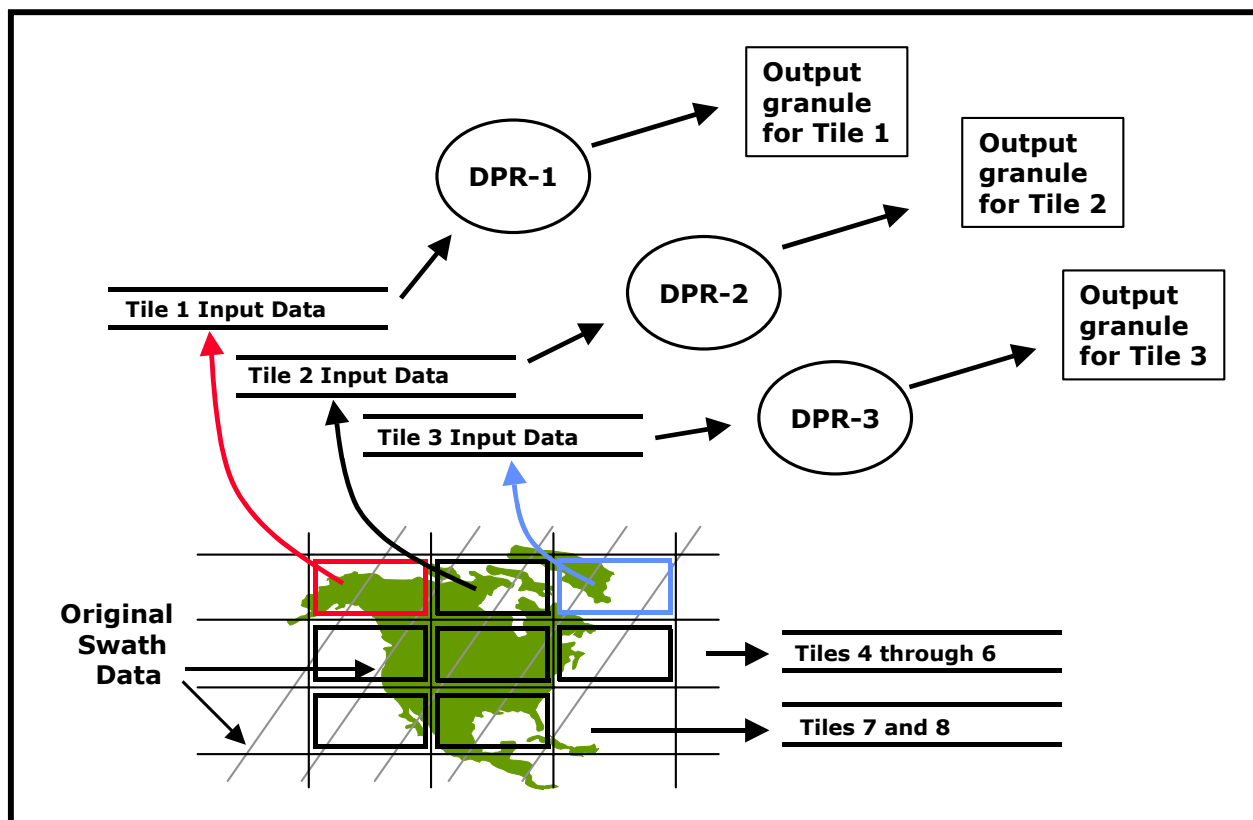 Output
granule
for Tile 1
DPR-1
Output
granule
for Tile 2
DPR-2
Tile 1 Input Data
Output
granule
for Tile 3
Tile 2 Input Data
DPR-3
Tile 3 Input Data
Original
Swath
Data
Tiles 4 through 6
Tiles 7 and 8